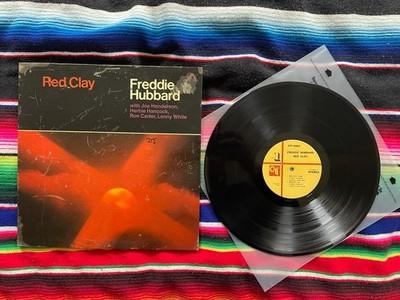 Red Clay
Freddie
Hubbard
with Joe Henderson,
Herbie Hancock,
Ron Carter, Lenny White
FREDDIE HUBBARD
RED CLAY
STEREO